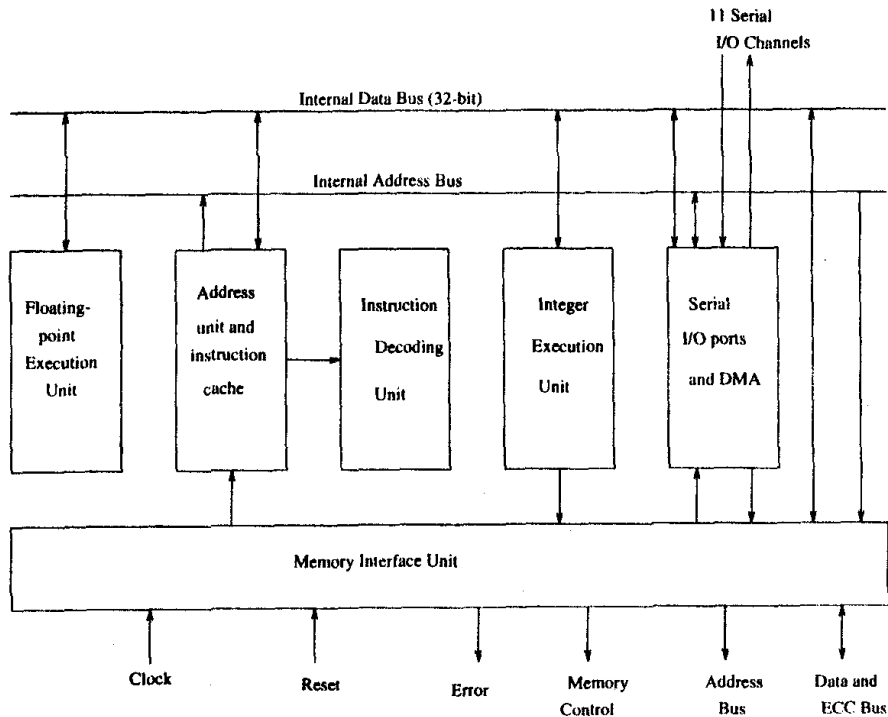 11 Serial
I/O Channels
Internal Data Bus (32-bit)
Internal Address Bus
Floating-
point
Execution
Unit
Address
unit and
instruction
cache
Instruction
Decoding
Unit
Integer
Execution
Unit
Serial
I/O ports
and DMA
Memory Interface Unit
Clock
Reset
Error
Memory
Control
Address
Bus
Data and
ECC Bus